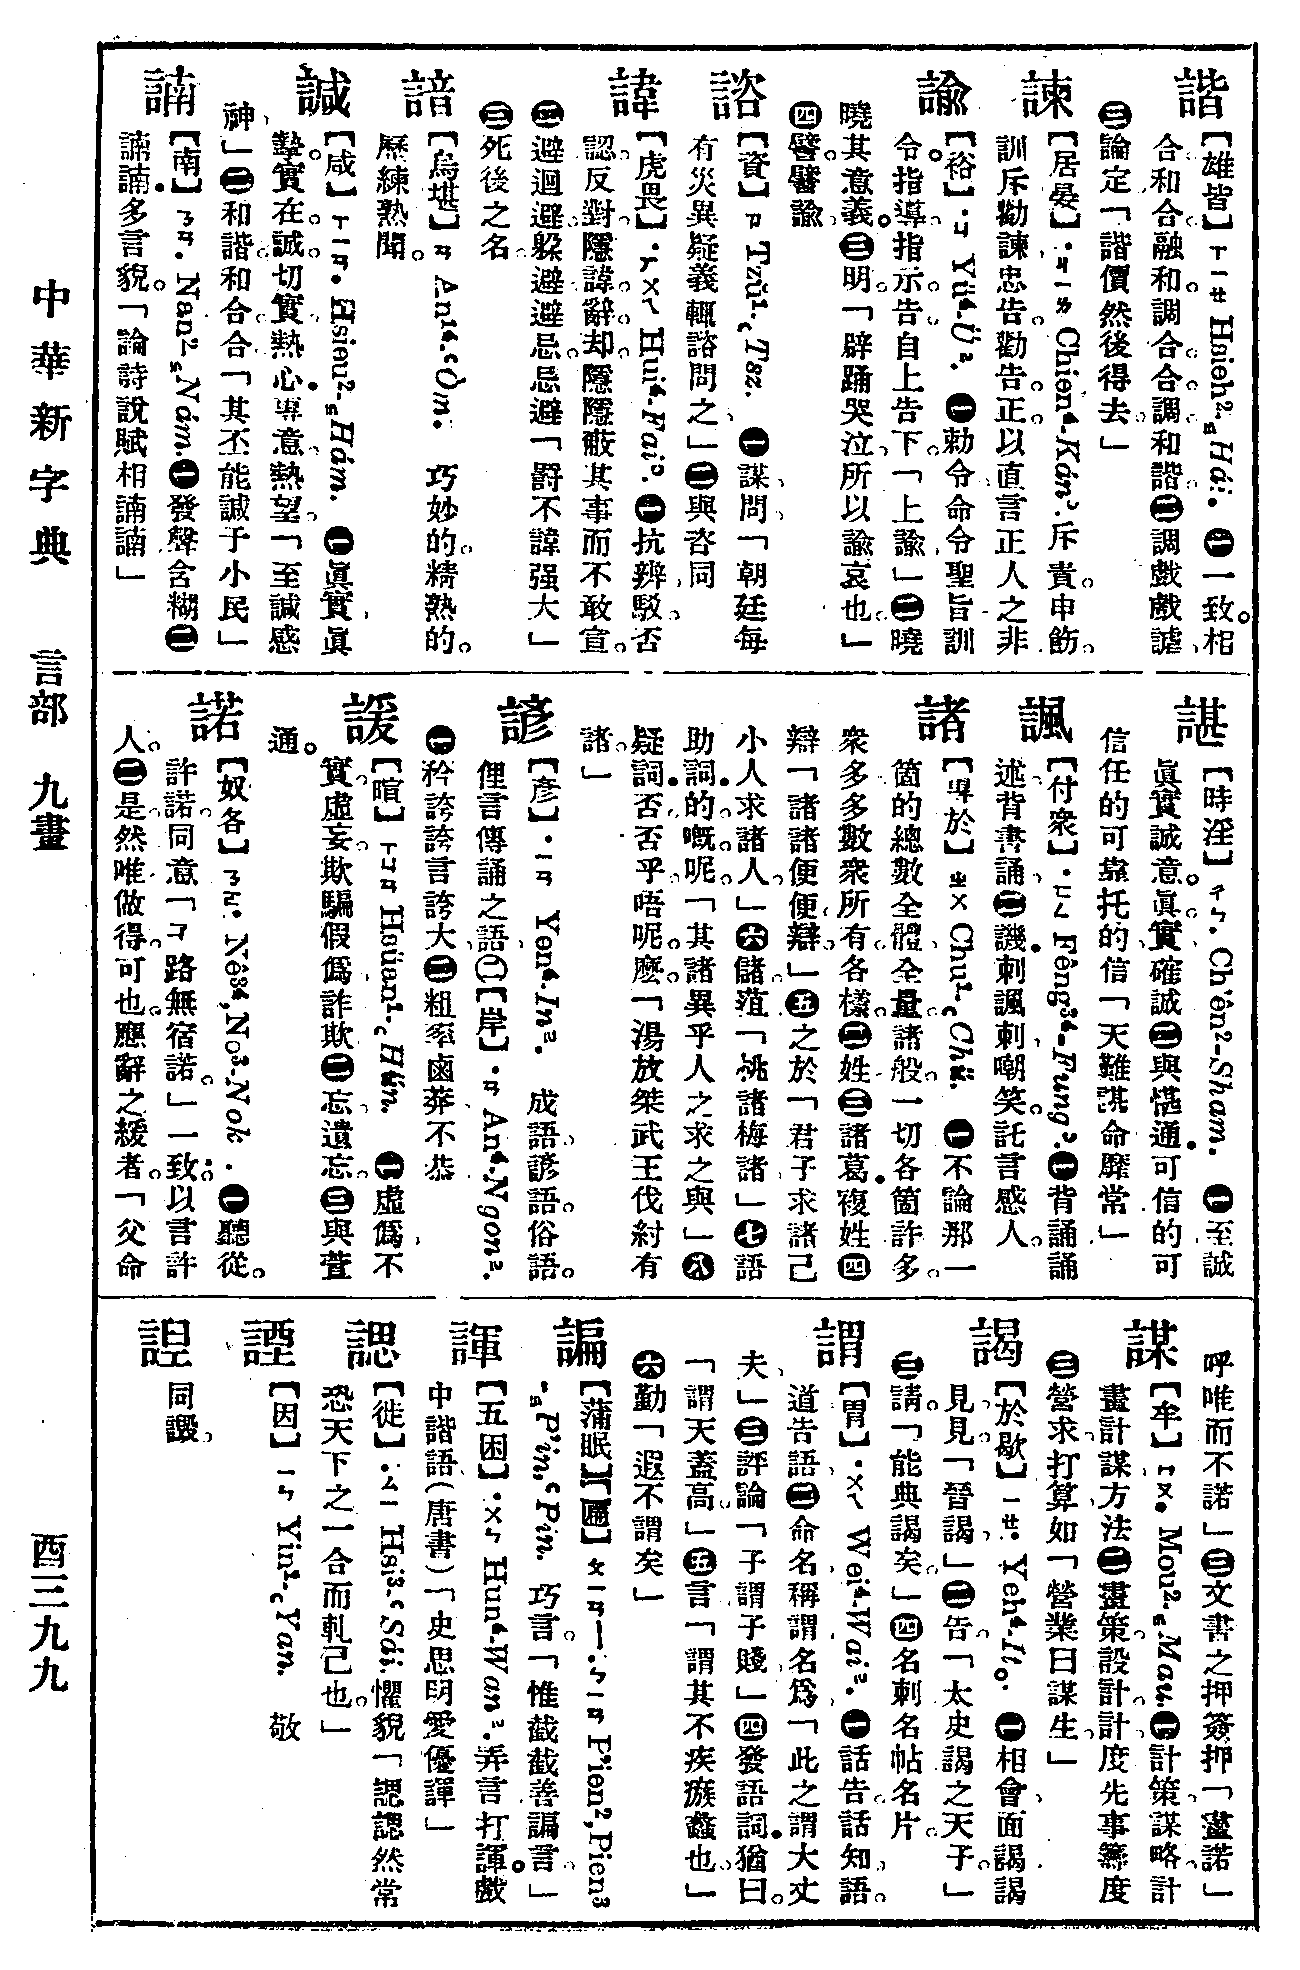 中華新字典　言部　九畫　酉三九九
諧
【雄皆】ㄒㄧㄝ Hsieh²-Hái. ㊀一致相
合和合融和調合合調和諧㊁調戲戲謔
㊂論定「諧價然後得去」
諫
【居晏】·ㄐㄧㄢ Chien⁴-Kán. 斥責申飭
訓斥勸諫忠告勸告正以直言正人之非
諭
【裕】·ㄩ Yü⁴-Ü. ㊀勅令命令聖旨訓
令指導指示告自上告下「上諭」㊁曉
曉其意義㊂明「辟踊哭泣所以諭哀也」
㊃譬譬諭
諮
【資】ㄗ Tzŭ¹-Tsz. ㊀謀問「朝廷每
有災異疑義輒諮問之」㊁與咨同
諱
【虎畏】·ㄏㄨㄟ Hui⁴-Fai. ㊀抗辨駁否
認反對隱諱辭却隱隱蔽其事而不敢宣
㊁避迴避躲避避忌忌避「爵不諱强大」
㊂死後之名
諳
【烏堪】ㄢ An¹⁴-Òm. 巧妙的精熟的
歷練熟聞
諴
【咸】ㄒㄧㄢ Hsien²-Hám. ㊀眞實眞
摯實在誠切實熱心專意熱望「至諴感
神」㊁和諧和合合「其丕能諴于小民」
諵
【南】ㄋㄢ Nan²-Nám. ㊀發聲含糊㊁
諵諵多言貌「論詩說賦相諵諵」
諶
【時淫】ㄔㄣ Ch'ên²-Sham. ㊀至誠
眞實誠意眞實確誠㊁與愖通可信的可
信任的可靠托的信「天難諶命靡常」
諷
【付衆】·ㄈㄥ Fêng³⁴-Fung. ㊀背誦誦
述背書誦㊁譏刺諷刺嘲笑託言感人
諸
【專於】ㄓㄨ Chu¹-Chü. ㊀不論那一
箇的總數全體全量諸般一切各箇許多
衆多多數衆所有各樣㊁姓㊂諸葛複姓㊃
辯「諸諸便便辯」㊄之於「君子求諸己
小人求諸人」㊅儲菹「桃諸梅諸」㊆語
助詞的嘅呢「其諸異乎人之求之與」㊇
疑詞否否乎唔呢麼「湯放桀武王伐紂有
諸」
諺
【彥】·ㄧㄢ Yen⁴-In. 成語諺語俗語
俚言傳誦之語㊁【岸】·ㄢ An⁴-Ngon.
㊀矜誇誇言誇大㊁粗率鹵莽不恭
諼
【暄】ㄒㄩㄢ Hsüan¹-Hün. ㊀虛僞不
實虛妄欺騙假僞詐欺㊁忘遺忘㊂與萱
通
諾
【奴各】ㄋㄜ Nê³⁴,No³-Nok. ㊀聽從
許諾同意「子路無宿諾」一致以言許
人㊁是然唯做得可也應辭之緩者「父命
呼唯而不諾」㊂文書之押簽押「畫諾」
謀
【牟】ㄇㄡ Mou²-Mau. ㊀計策謀略計
畫計謀方法㊁畫策設計計度先事籌度
㊂營求打算如「營業曰謀生」
謁
【於歇】ㄧㄝ Yeh⁴-It. ㊀相會面謁謁
見見「晉謁」㊁告「太史謁之天子」
㊂請「能典謁矣」㊃名刺名帖名片
謂
【胃】·ㄨㄟ Wei⁴-Wai. ㊀話告話知語
道告語㊁命名稱謂名爲「此之謂大丈
夫」㊂評論「子謂子賤」㊃發語詞猶曰
「謂天蓋高」㊄言「謂其不疾瘯蠡也」
㊅勤「遐不謂矣」
諞
【蒲眠】【匾】ㄆㄧㄢ—ㄅㄧㄢ P'ien²,Pien³
-P'in,Pin. 巧言「惟截截善諞言」
諢
【五困】·ㄨㄣ Hun⁴-Wan. 弄言打諢戲
中諧語（唐書）「史思明愛優諢」
諰
【徙】·ㄙㄧ Hsi³-Sái. 懼貌「諰諰然常
恐天下之一合而軋己也」
諲
【因】ㄧㄣ Yin¹-Yan. 敬
諻
同諻